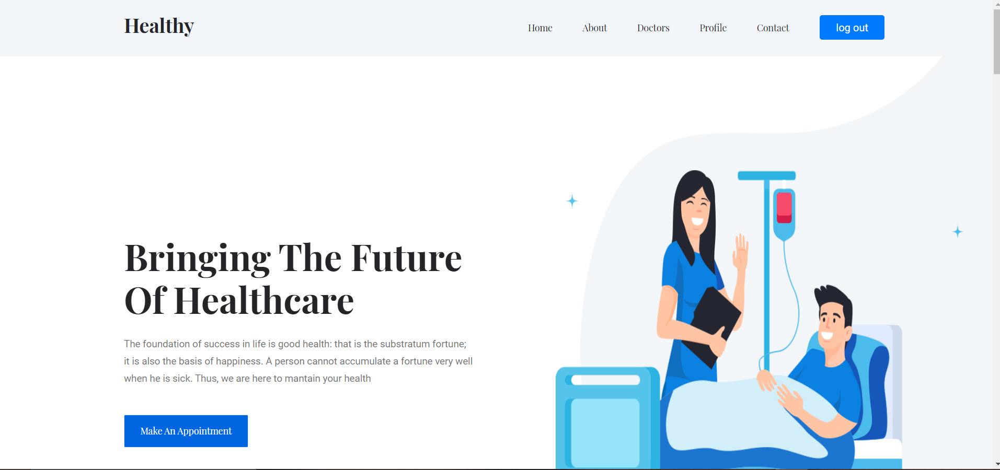 Healthy
Home About Doctors Profile Contact log out
Bringing The Future
Of Healthcare
The foundation of success in life is good health: that is the substratum fortune;
it is also the basis of happiness. A person cannot accumulate a fortune very well
when he is sick. Thus, we are here to mantain your health
Make An Appointment